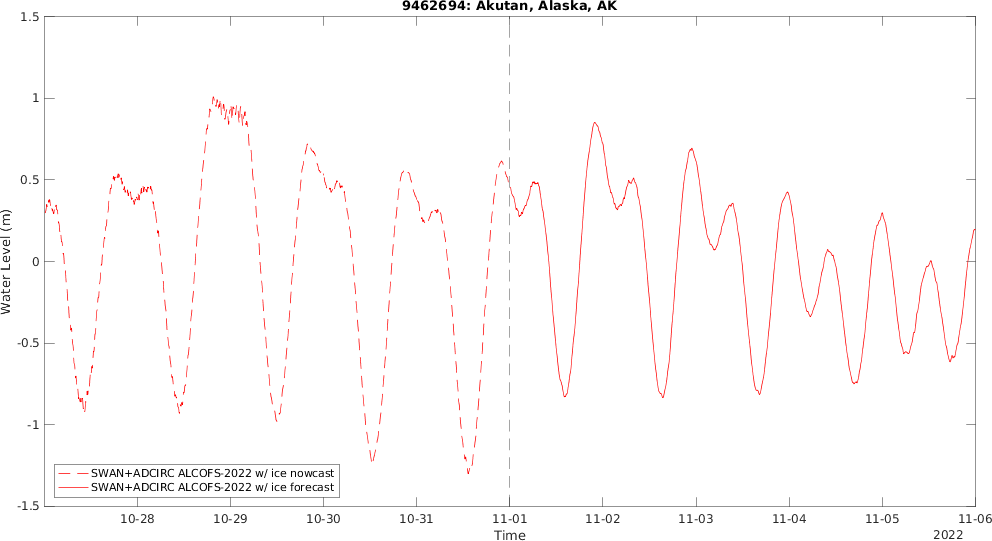 9462694: Akutan, Alaska, AK
Water Level (m)
1.5
1
0.5
0
-0.5
-1
-1.5
SWAN+ADCIRC ALCOFS-2022 w/ ice nowcast
SWAN+ADCIRC ALCOFS-2022 w/ ice forecast
10-28 10-29 10-30 10-31 11-01 11-02 11-03 11-04 11-05 11-06
Time
2022